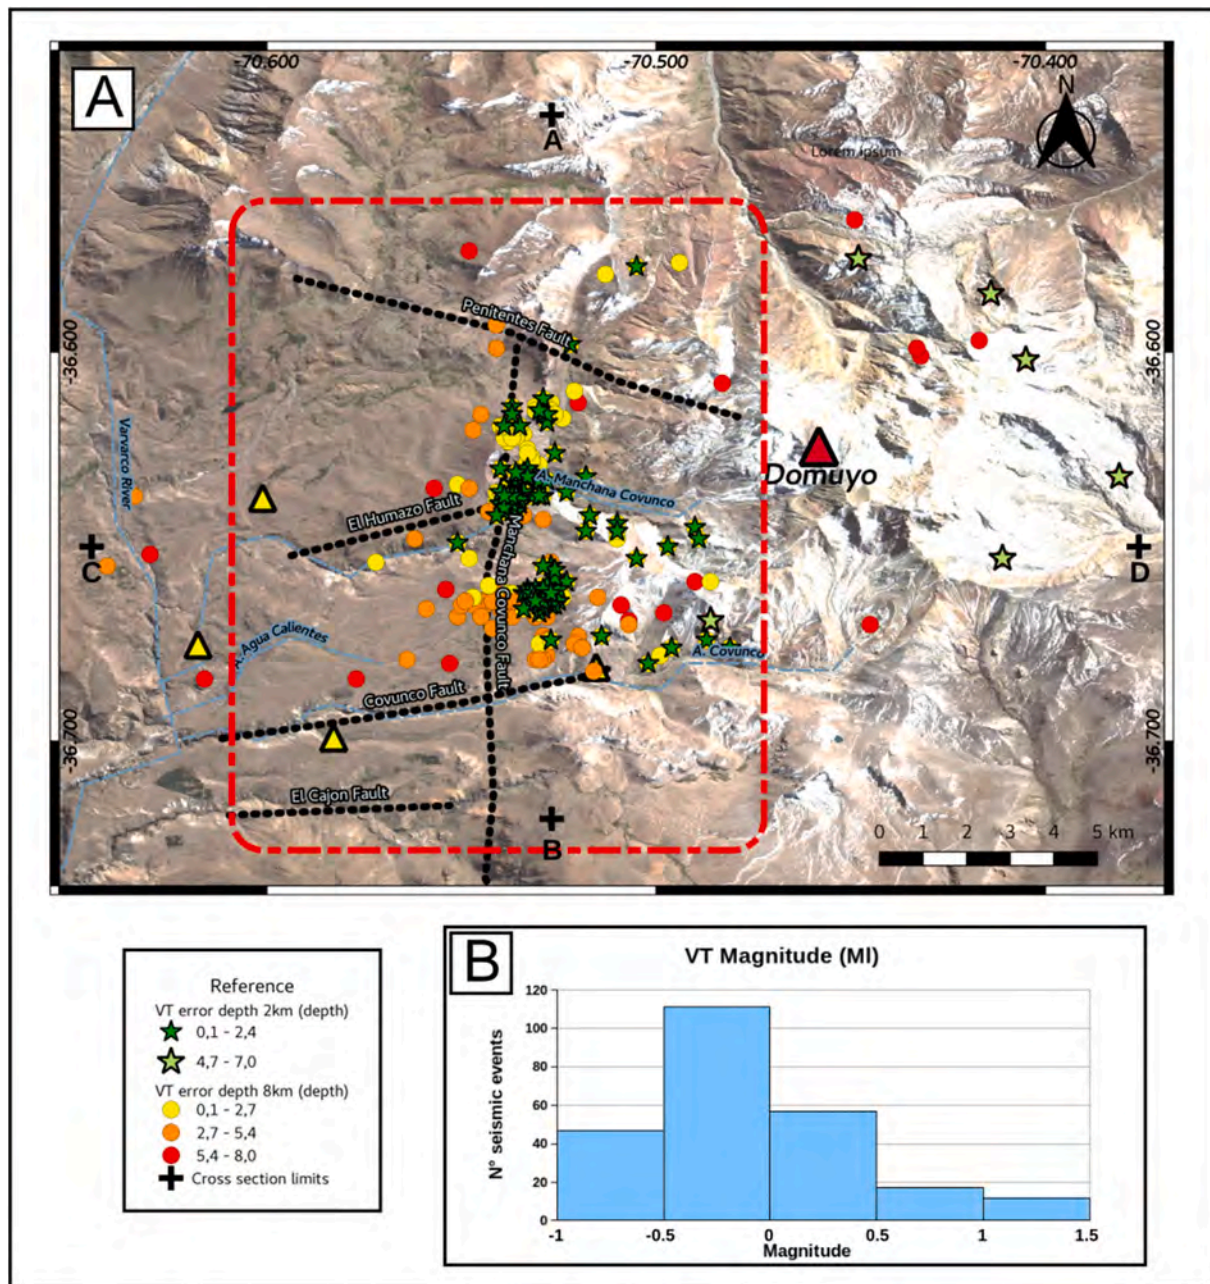 A
-70.600
-70.500
-70.400
N
A
Lorem ipsum
Penitentes Fault
-36.600
-36.600
Varvarco River
Domuyo
A. Manchana Covunco
El Humazo Fault
Manchana Covunco Fault
C
D
A. Agua Calientes
A. Covunco
Covunco Fault
-36.700
-36.700
El Cajon Fault
B
0 1 2 3 4 5 km
Reference
VT error depth 2km (depth)
0,1 - 2,4
4,7 - 7,0
VT error depth 8km (depth)
0,1 - 2,7
2,7 - 5,4
5,4 - 8,0
Cross section limits
B
VT Magnitude (Ml)
N° seismic events
120
100
80
60
40
20
0
-1 -0.5 0 0.5 1 1.5
Magnitude